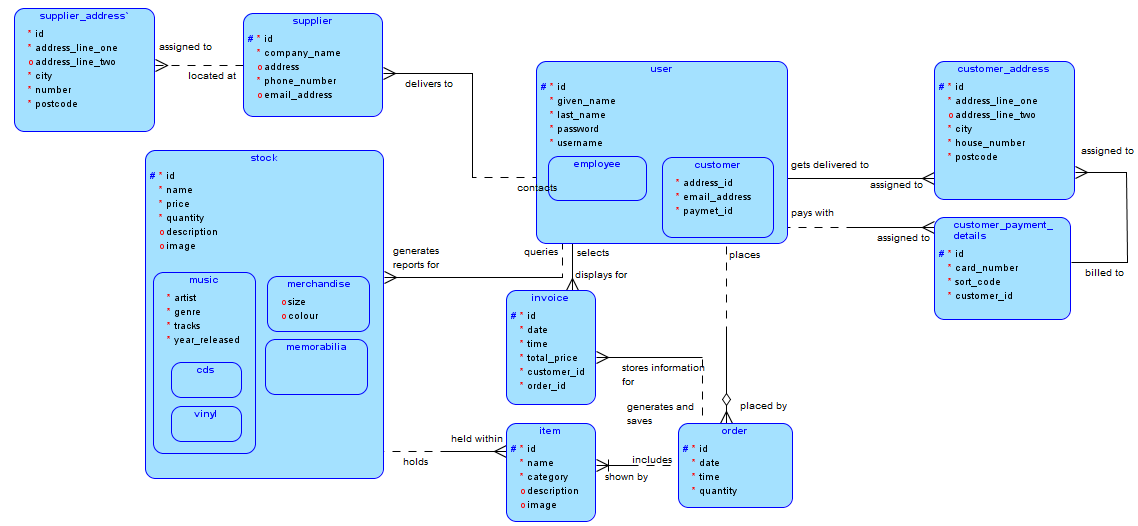 supplier_address`
* id
* address_line_one
o address_line_two
* city
* number
* postcode
assigned to
located at
supplier
# * id
* company_name
o address
* phone_number
o email_address
delivers to
contacts
user
# * id
* given_name
* last_name
* password
* username
employee
customer
* address_id
* email_address
* paymet_id
gets delivered to
assigned to
customer_address
# * id
* address_line_one
o address_line_two
* city
* house_number
* postcode
assigned to
billed to
pays with
assigned to
customer_payment_
details
# * id
* card_number
* sort_code
* customer_id
stock
# * id
* name
* price
* quantity
o description
o image
music
* artist
* genre
* tracks
* year_released
cds
vinyl
merchandise
o size
o colour
memorabilia
generates
reports for
queries
selects
displays for
places
placed by
invoice
# * id
* date
* time
* total_price
* customer_id
* order_id
stores information
for
generates and
saves
held within
holds
item
# * id
* name
* category
o description
o image
includes
shown by
order
# * id
* date
* time
* quantity